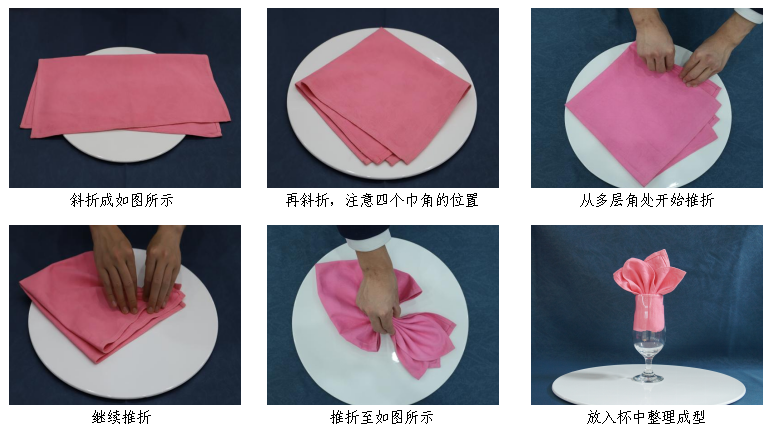 斜折成如图所示
再斜折，注意四个巾角的位置
从多层角处开始推折
继续推折
推折至如图所示
放入杯中整理成型